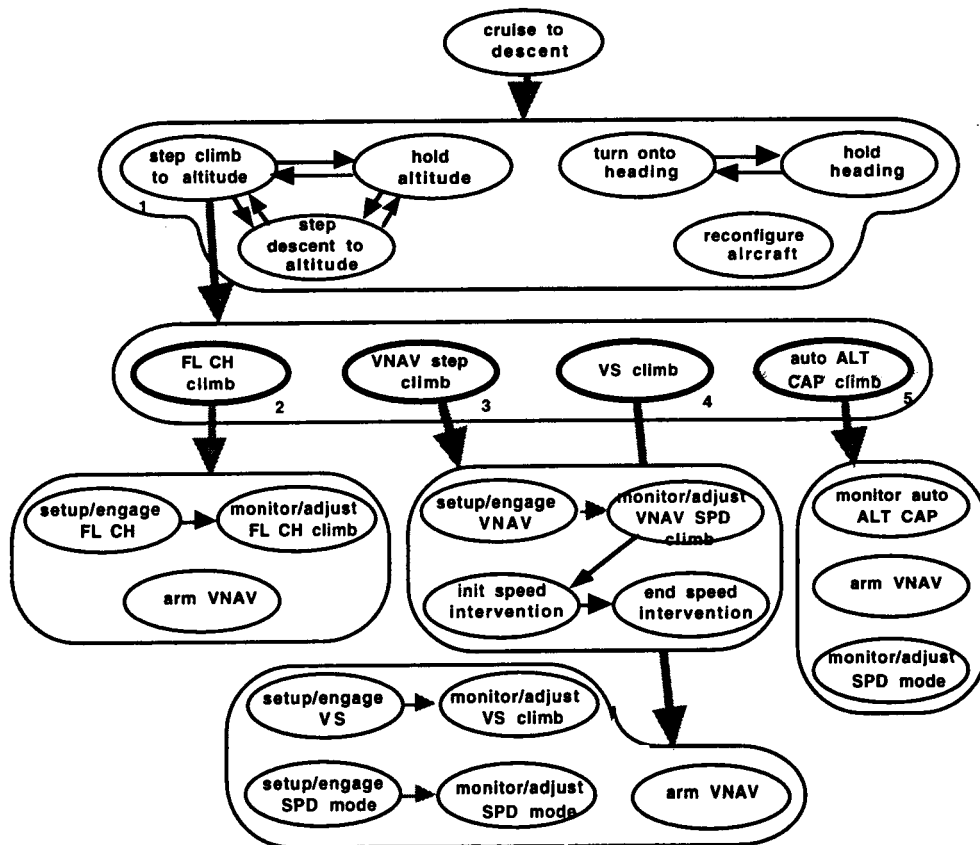 cruise to
descent
step climb
to altitude
hold
altitude
turn onto
heading
hold
heading
1
step
descent to
altitude
reconfigure
aircraft
FL CH
climb
2
VNAV step
climb
3
VS climb
4
auto ALT
CAP climb
5
setup/engage
FL CH
monitor/adjust
FL CH climb
arm VNAV
setup/engage
VNAV
monitor/adjust
VNAV SPD
climb
init speed
intervention
end speed
intervention
monitor auto
ALT CAP
arm VNAV
monitor/adjust
SPD mode
setup/engage
VS
monitor/adjust
VS climb
setup/engage
SPD mode
monitor/adjust
SPD mode
arm VNAV